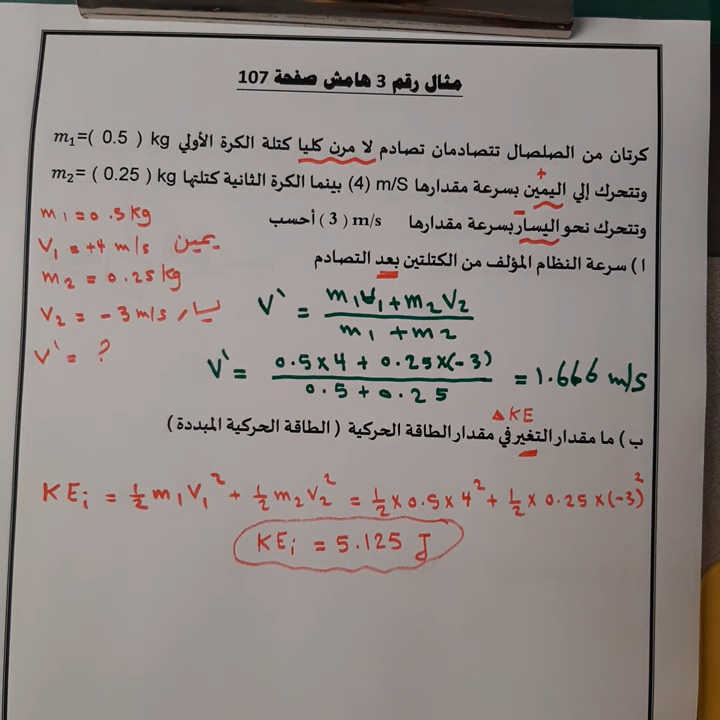 مثال رقم 3 هامش صفحة 107
كرتان من الصلصال تتصادمان تصادم لا مرن كليا كتلة الكرة الأولي m₁=( 0.5 ) kg
+
وتتحرك إلي اليمين بسرعة مقدارها (4) m/S بينما الكرة الثانية كتلتها m₂= ( 0.25 ) kg
-
وتتحرك نحو اليسار بسرعة مقدارها ( 3 ) m/s أحسب
١) سرعة النظام المؤلف من الكتلتين بعد التصادم
m₁ = 0.5 kg
V₁ = +4 m/s يمين
m₂ = 0.25 kg
V₂ = -3 m/s يسار
V' = ?
V' = (m₁V₁ + m₂V₂) / (m₁ + m₂)
V' = (0.5 × 4 + 0.25 × (-3)) / (0.5 + 0.25) = 1.666 m/s
Δ KE
ب) ما مقدار التغير في مقدار الطاقة الحركية ( الطاقة الحركية المبددة )
KEᵢ = ½ m₁V₁² + ½ m₂V₂² = ½ × 0.5 × 4² + ½ × 0.25 × (-3)²
KEᵢ = 5.125 J